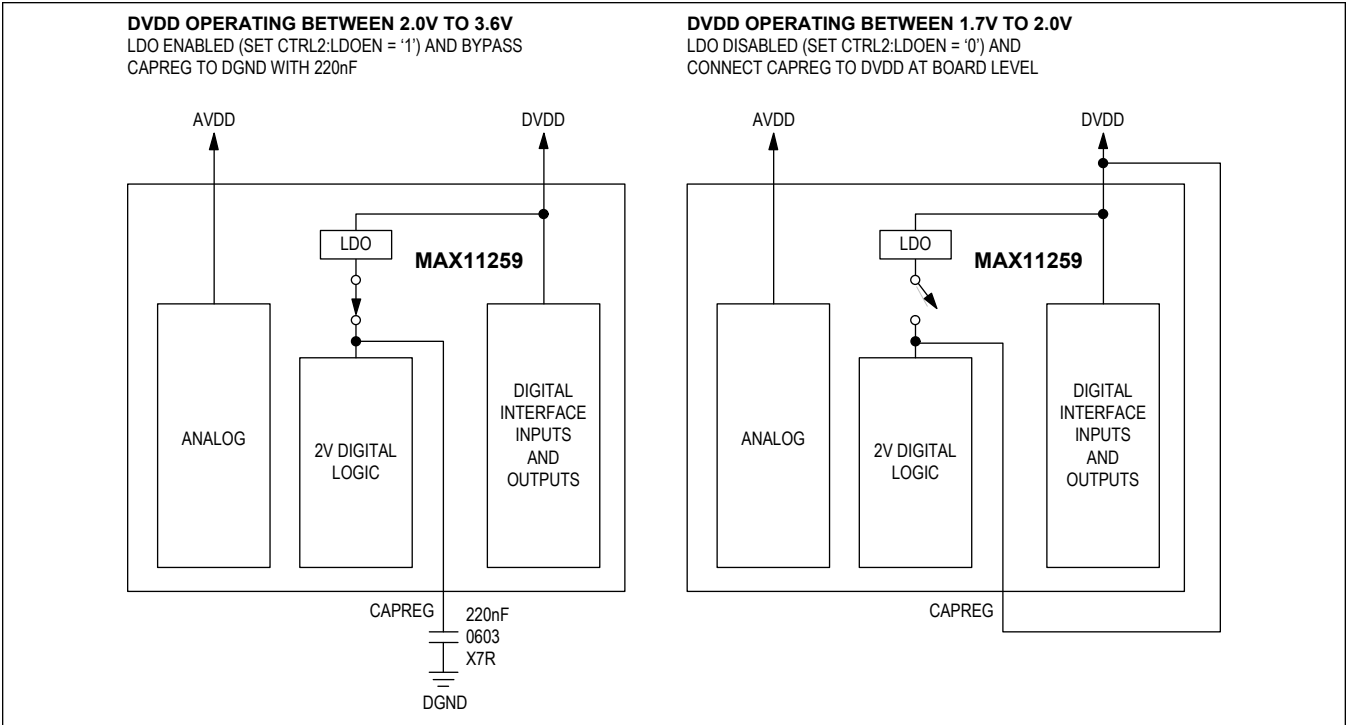 DVDD OPERATING BETWEEN 2.0V TO 3.6V
LDO ENABLED (SET CTRL2:LDOEN = '1') AND BYPASS
CAPREG TO DGND WITH 220nF
AVDD
DVDD
LDO
MAX11259
ANALOG
2V DIGITAL
LOGIC
DIGITAL
INTERFACE
INPUTS
AND
OUTPUTS
CAPREG
220nF
0603
X7R
DGND
DVDD OPERATING BETWEEN 1.7V TO 2.0V
LDO DISABLED (SET CTRL2:LDOEN = '0') AND
CONNECT CAPREG TO DVDD AT BOARD LEVEL
AVDD
DVDD
LDO
MAX11259
ANALOG
2V DIGITAL
LOGIC
DIGITAL
INTERFACE
INPUTS
AND
OUTPUTS
CAPREG